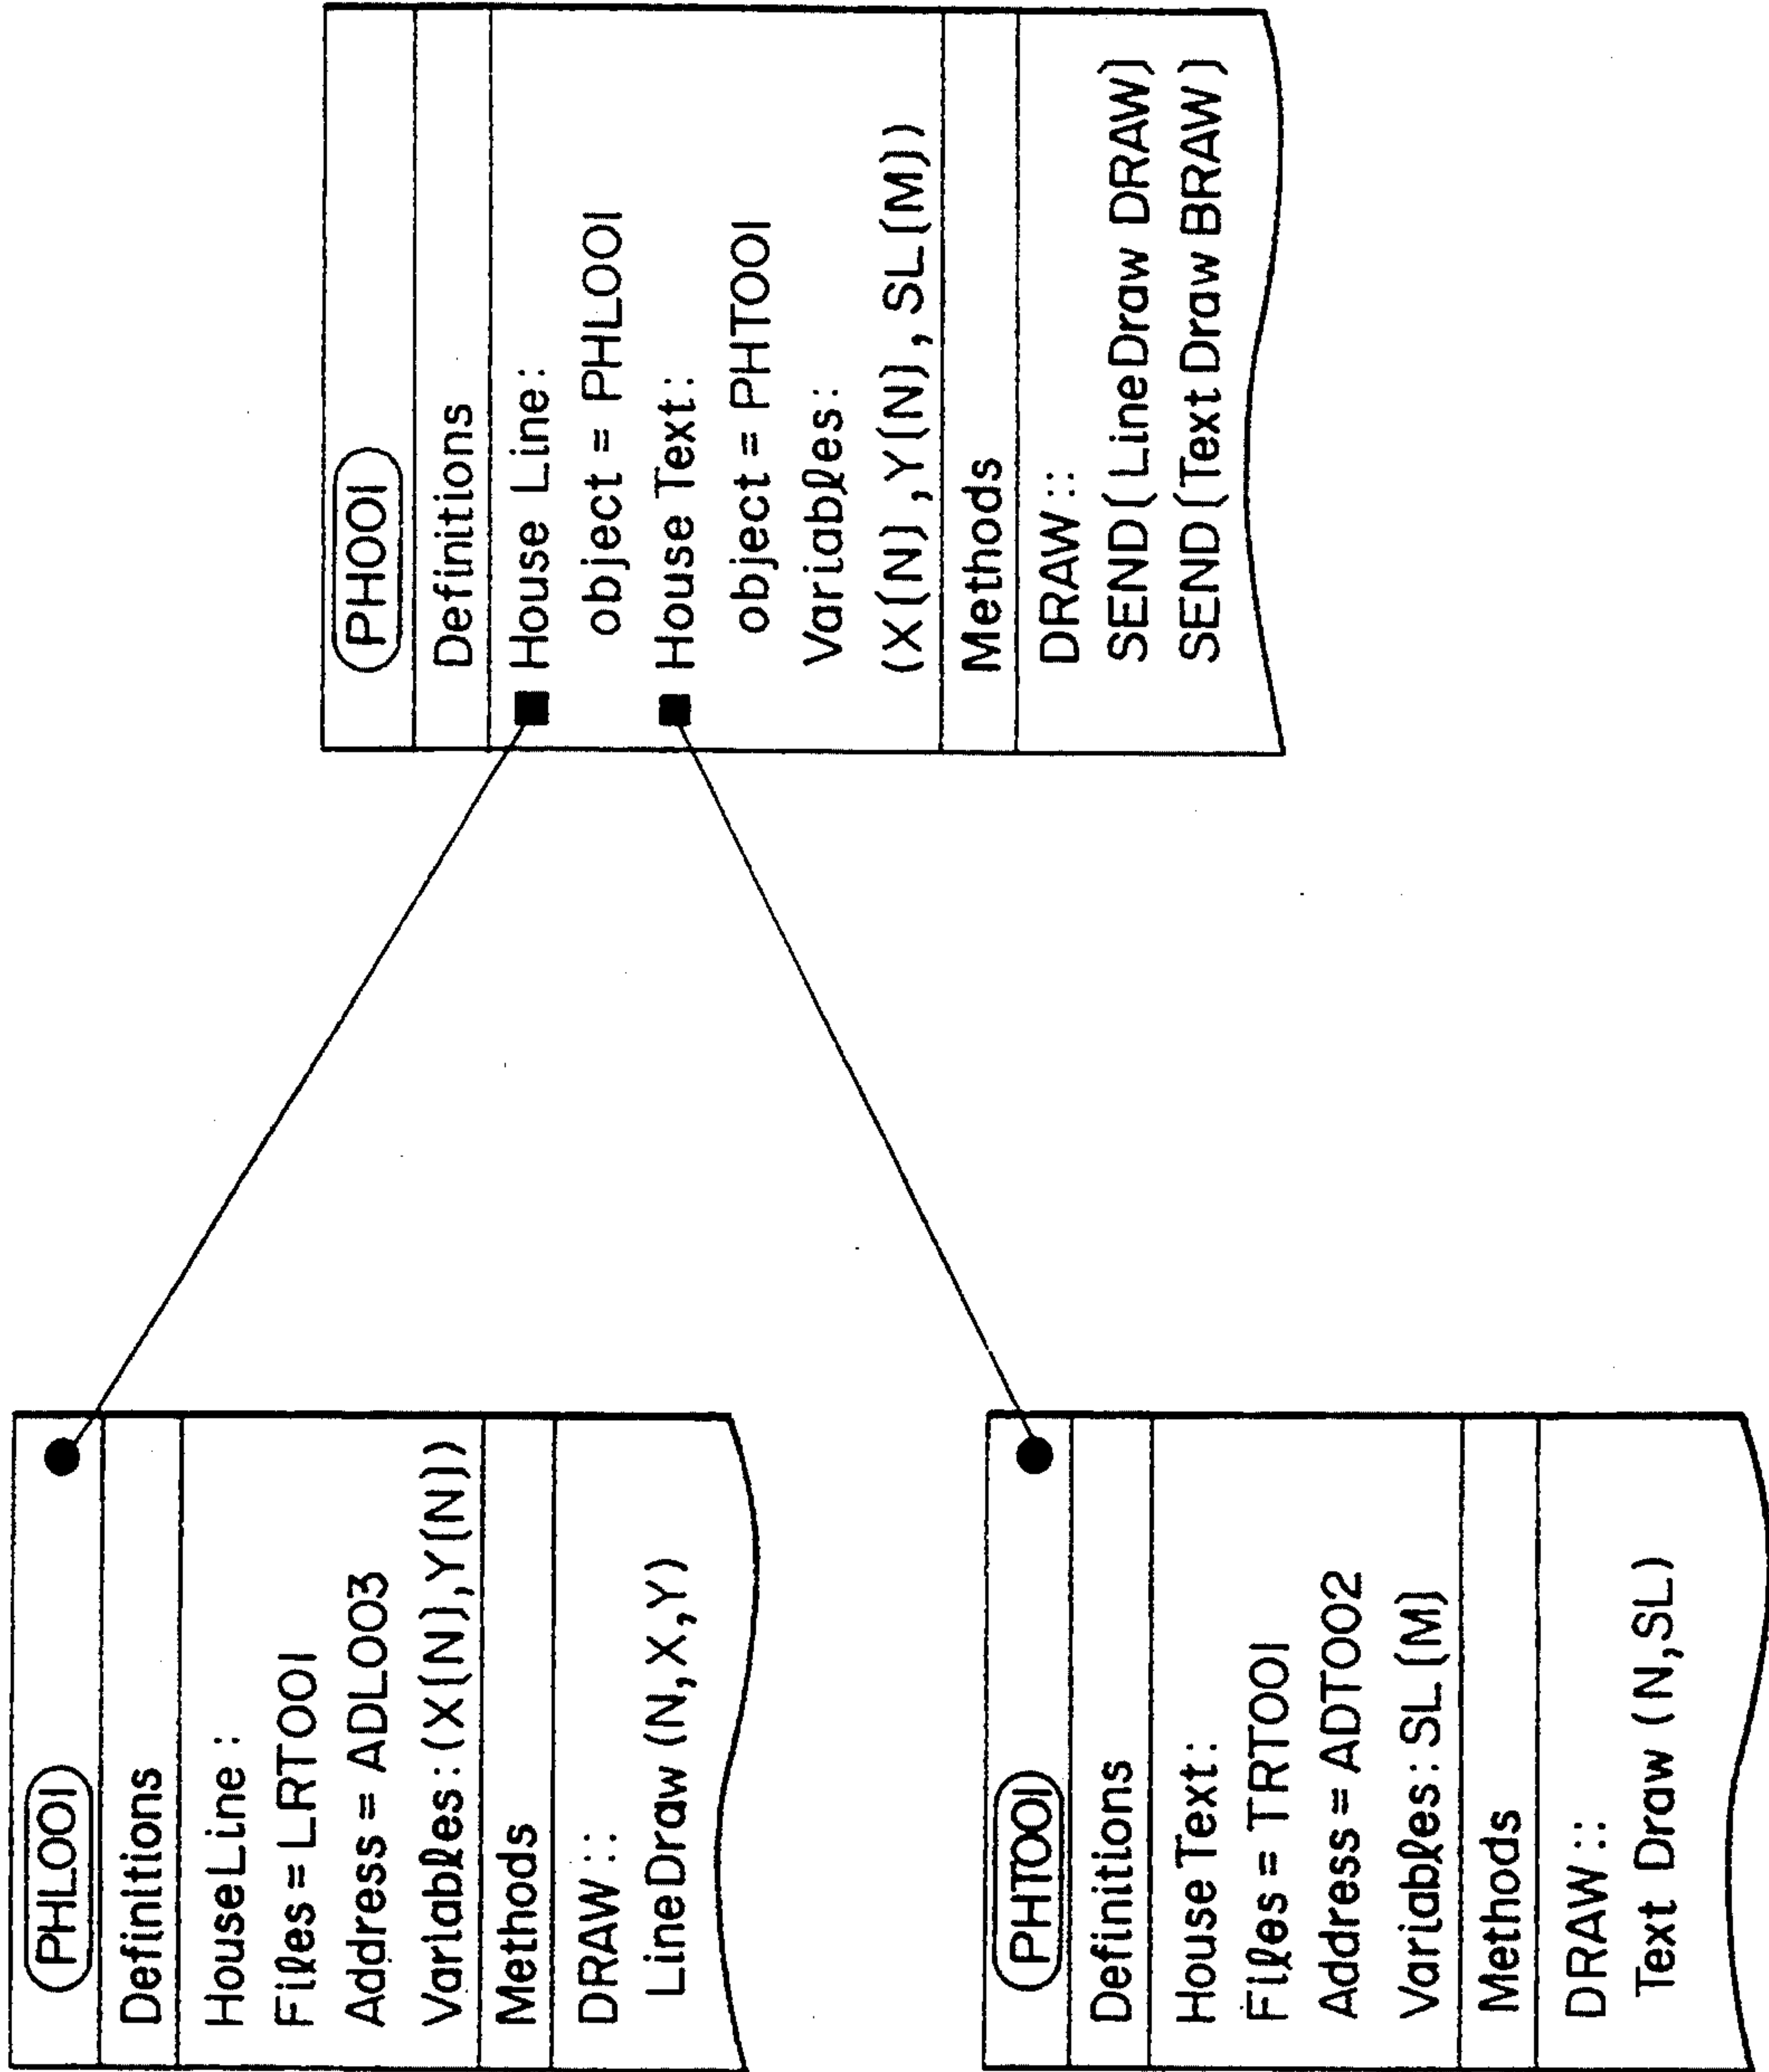 PHL001
Definitions
HouseLine :
Files = LRT001
Address = ADL003
Variables: (X(N),Y(N))
Methods
DRAW ::
LineDraw (N,X,Y)
PHT001
Definitions
House Text:
Files = TRT001
Address = ADT002
Variables: SL(M)
Methods
DRAW ::
Text Draw (N,SL)
PH001
Definitions
House Line:
object = PHL001
House Text:
object = PHT001
Variables:
(X(N),Y(N),SL(M))
Methods
DRAW ::
SEND(LineDraw DRAW)
SEND(Text Draw BRAW)